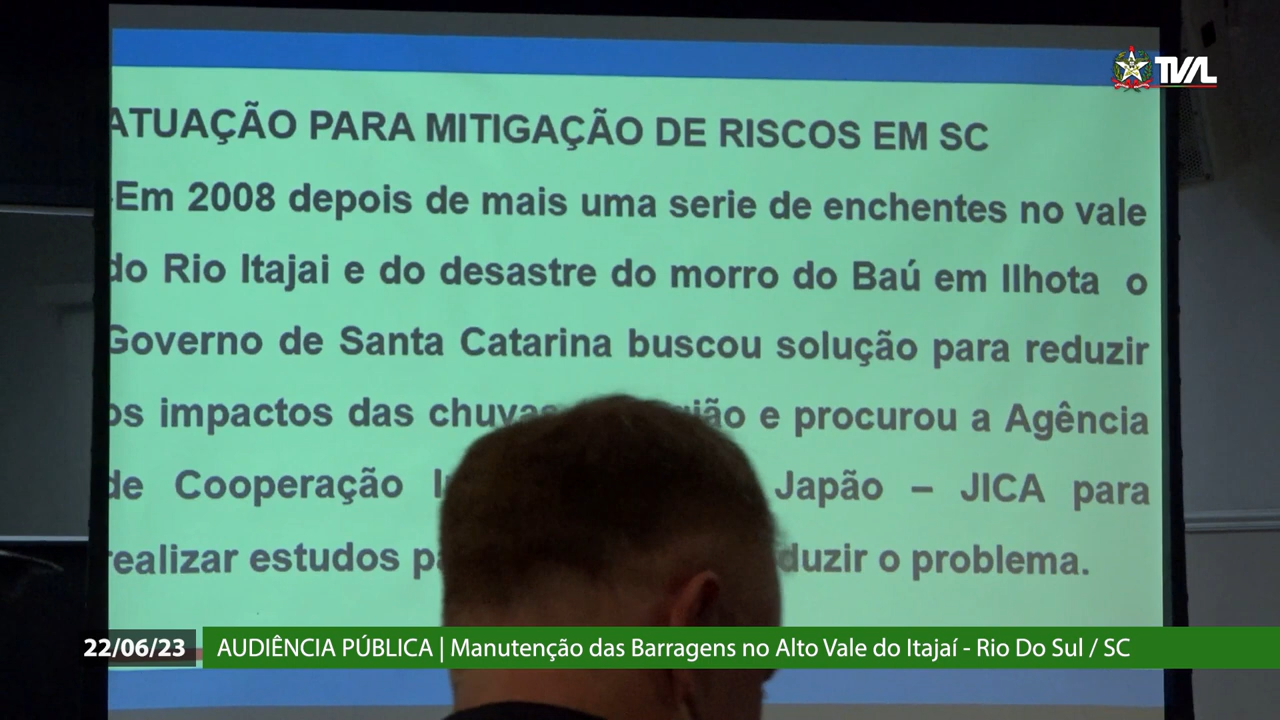 TVAL
ATUAÇÃO PARA MITIGAÇÃO DE RISCOS EM SC
-Em 2008 depois de mais uma serie de enchentes no vale
do Rio Itajai e do desastre do morro do Baú em Ilhota o
Governo de Santa Catarina buscou solução para reduzir
os impactos das chuvas e procurou a Agência
de Cooperação Japão – JICA para
realizar estudos o problema.
22/06/23 AUDIÊNCIA PÚBLICA | Manutenção das Barragens no Alto Vale do Itajaí - Rio Do Sul / SC